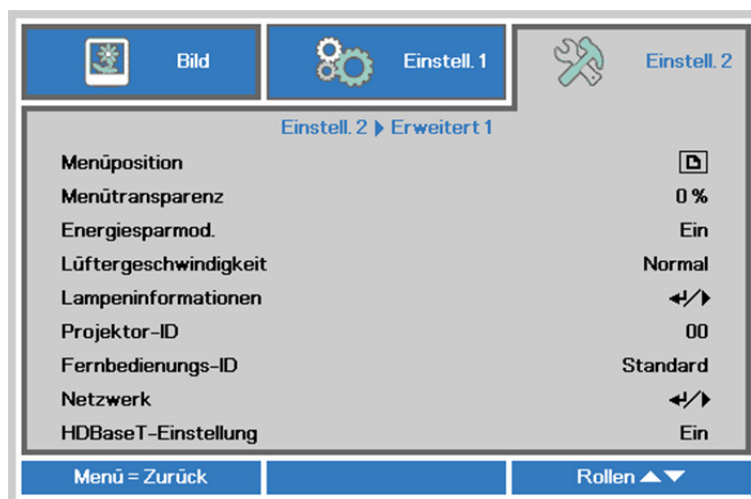 Bild
Einstell. 1
Einstell. 2
Einstell. 2 ▶ Erweitert 1
Menüposition
Menütransparenz 0 %
Energiesparmod. Ein
Lüftergeschwindigkeit Normal
Lampeninformationen ↵/▶
Projektor-ID 00
Fernbedienungs-ID Standard
Netzwerk ↵/▶
HDBaseT-Einstellung Ein
Menü = Zurück
Rollen ▲▼